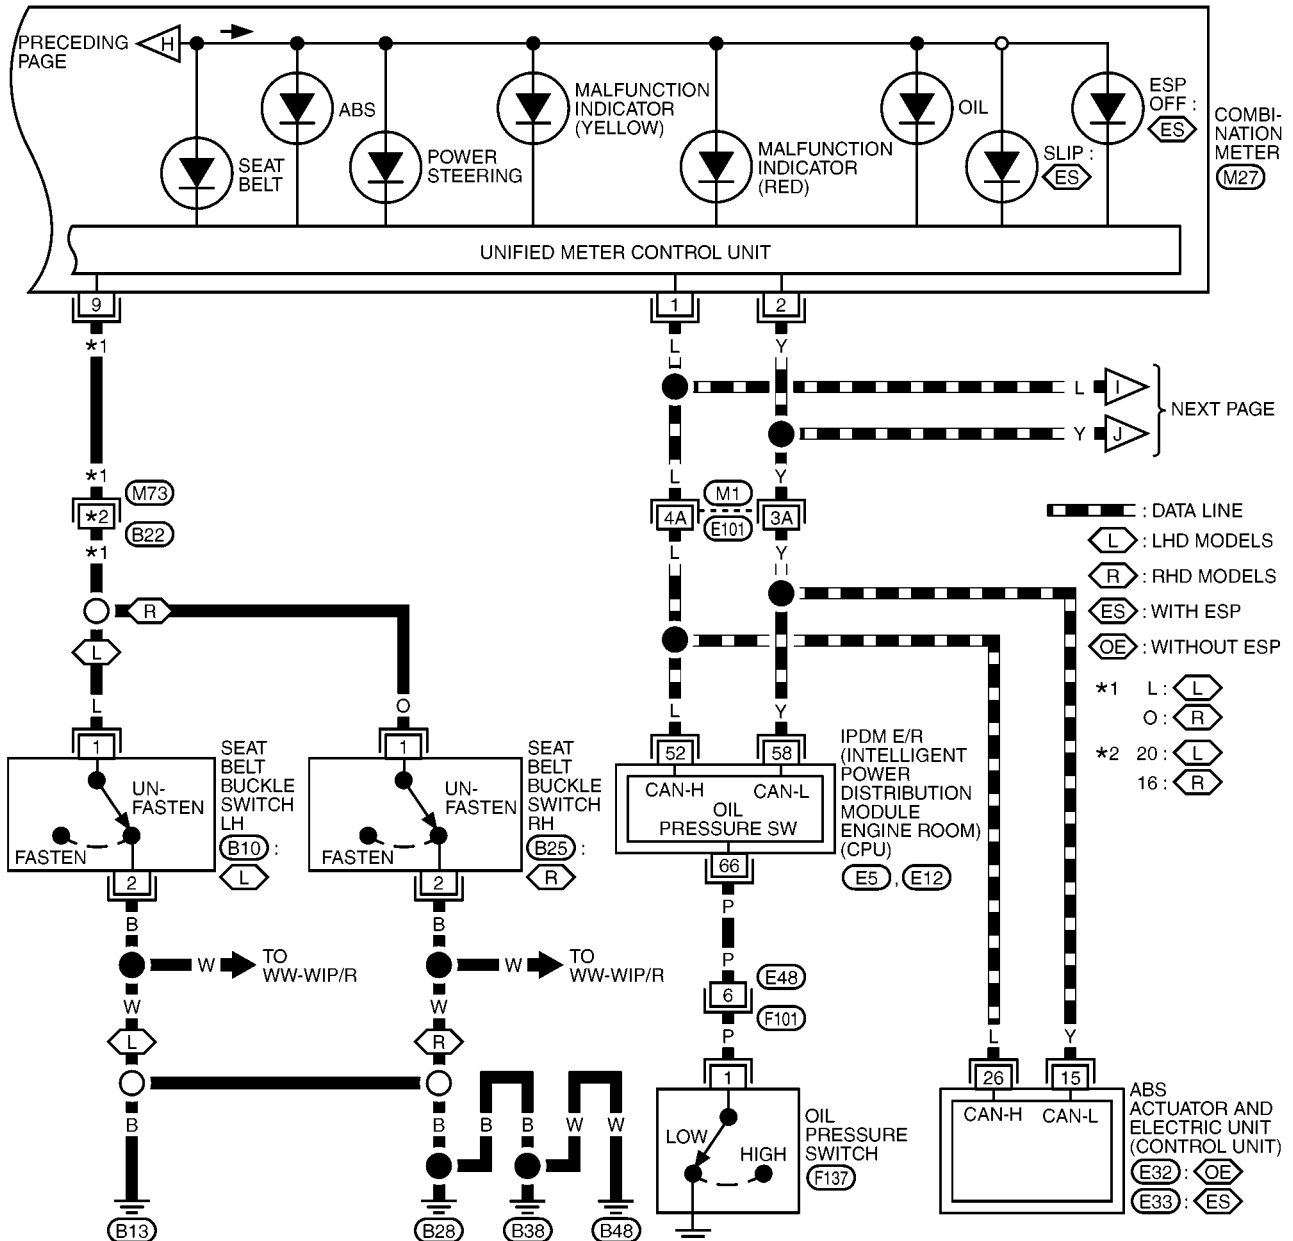 PRECEDING
PAGE
H
SEAT
BELT
ABS
POWER
STEERING
MALFUNCTION
INDICATOR
(YELLOW)
MALFUNCTION
INDICATOR
(RED)
OIL
SLIP :
ES
ESP
OFF :
ES
COMBI-
NATION
METER
M27
UNIFIED METER CONTROL UNIT
9
1
2
*1
L
Y
L
I
Y
J
NEXT PAGE
*1
L
Y
M73
*2
B22
4A
M1
E101
3A
*1
L
Y
: DATA LINE
L : LHD MODELS
R : RHD MODELS
ES : WITH ESP
OE : WITHOUT ESP
*1 L : L
O : R
*2 20 : L
16 : R
R
L
L
O
L
Y
1
1
52
58
UN-
FASTEN
FASTEN
SEAT
BELT
BUCKLE
SWITCH
LH
B10 :
L
UN-
FASTEN
FASTEN
SEAT
BELT
BUCKLE
SWITCH
RH
B25 :
R
CAN-H
CAN-L
OIL
PRESSURE SW
IPDM E/R
(INTELLIGENT
POWER
DISTRIBUTION
MODULE
ENGINE ROOM)
(CPU)
E5 , E12
2
2
66
B
B
P
W
TO
WW-WIP/R
W
TO
WW-WIP/R
P
W
W
6
E48
F101
L
R
P
L
Y
1
26
15
B
B
B
B
W
W
LOW
HIGH
OIL
PRESSURE
SWITCH
F137
CAN-H
CAN-L
ABS
ACTUATOR AND
ELECTRIC UNIT
(CONTROL UNIT)
E32 : OE
E33 : ES
B13
B28
B38
B48